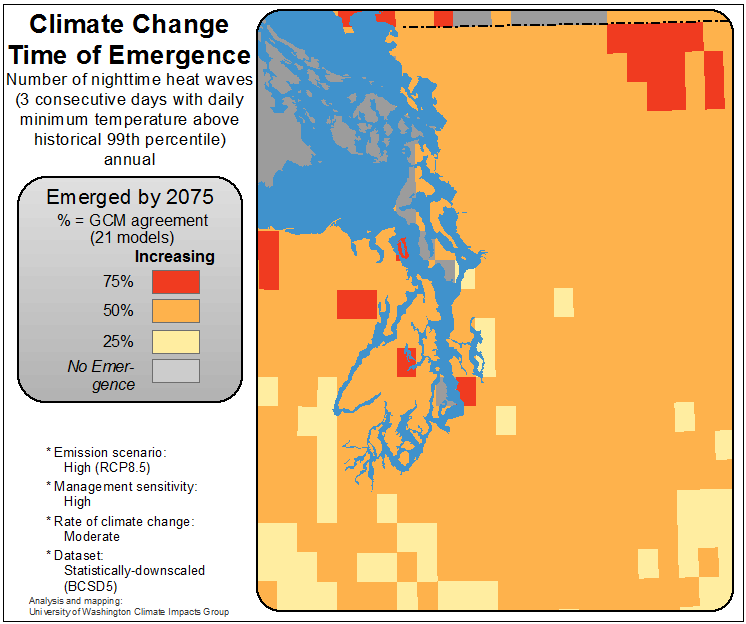 Climate Change
Time of Emergence
Number of nighttime heat waves
(3 consecutive days with daily
minimum temperature above
historical 99th percentile)
annual
Emerged by 2075
% = GCM agreement
(21 models)
Increasing
75%
50%
25%
No Emer-
gence
* Emission scenario:
High (RCP8.5)
* Management sensitivity:
High
* Rate of climate change:
Moderate
* Dataset:
Statistically-downscaled
(BCSD5)
Analysis and mapping:
University of Washington Climate Impacts Group